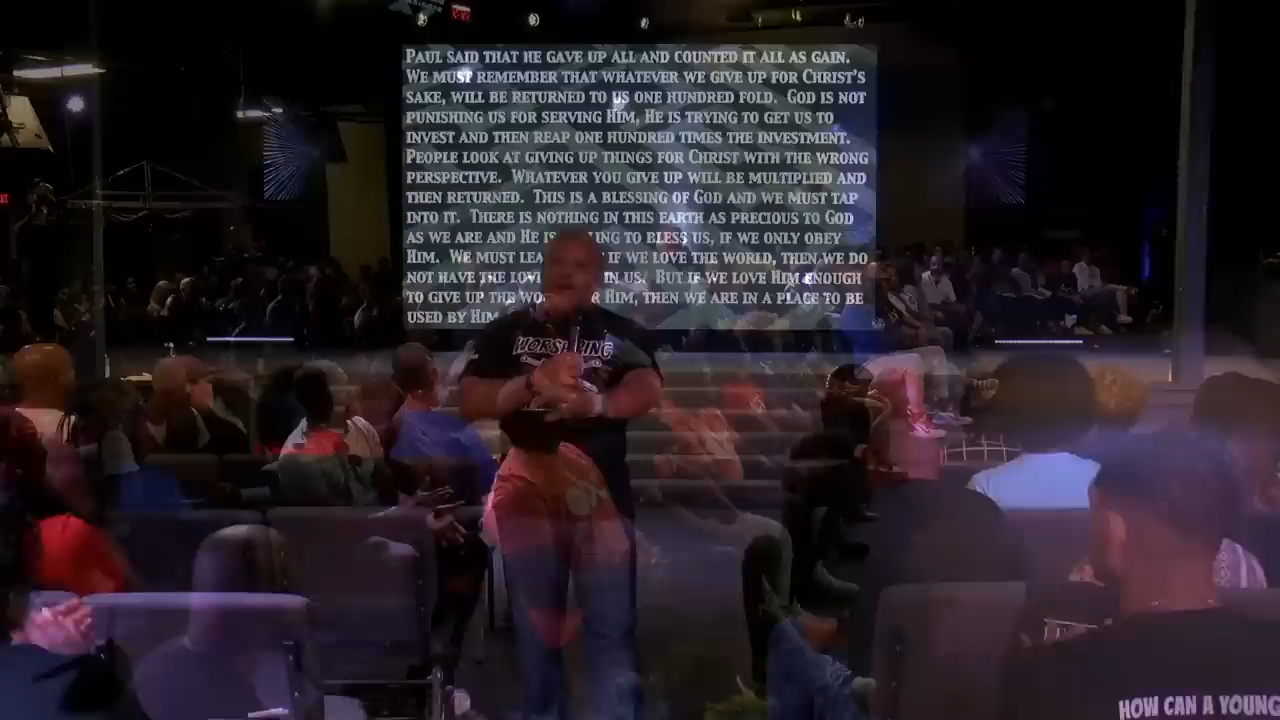 PAUL SAID THAT HE GAVE UP ALL AND COUNTED IT ALL AS GAIN.
WE MUST REMEMBER THAT WHATEVER WE GIVE UP FOR CHRIST'S
SAKE, WILL BE RETURNED TO US ONE HUNDRED FOLD. GOD IS NOT
PUNISHING US FOR SERVING HIM, HE IS TRYING TO GET US TO
INVEST AND THEN REAP ONE HUNDRED TIMES THE INVESTMENT.
PEOPLE LOOK AT GIVING UP THINGS FOR CHRIST WITH THE WRONG
PERSPECTIVE. WHATEVER YOU GIVE UP WILL BE MULTIPLIED AND
THEN RETURNED. THIS IS A BLESSING OF GOD AND WE MUST TAP
INTO IT. THERE IS NOTHING IN THIS EARTH AS PRECIOUS TO GOD
AS WE ARE AND HE IS TO BLESS US, IF WE ONLY OBEY
HIM. WE MUST IF WE LOVE THE WORLD, THEN WE DO
NOT HAVE THE IN US. BUT IF WE LOVE HIM ENOUGH
TO GIVE UP THE HIM, THEN WE ARE IN A PLACE TO BE
USED BY HIM
HOW CAN A YOUNG